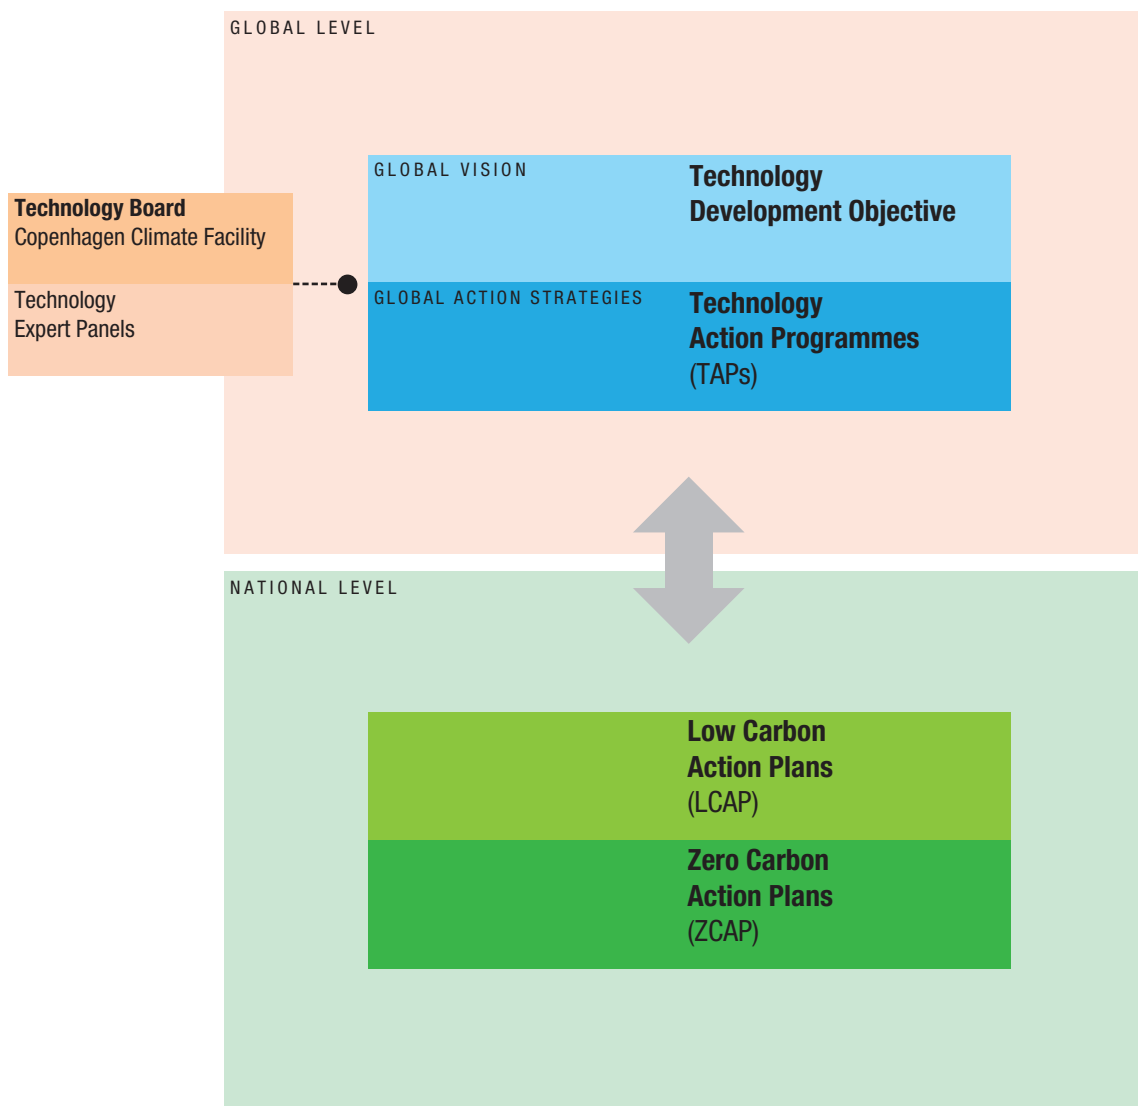 GLOBAL LEVEL
Technology Board
Copenhagen Climate Facility
Technology
Expert Panels
GLOBAL VISION
Technology
Development Objective
GLOBAL ACTION STRATEGIES
Technology
Action Programmes
(TAPs)
NATIONAL LEVEL
Low Carbon
Action Plans
(LCAP)
Zero Carbon
Action Plans
(ZCAP)